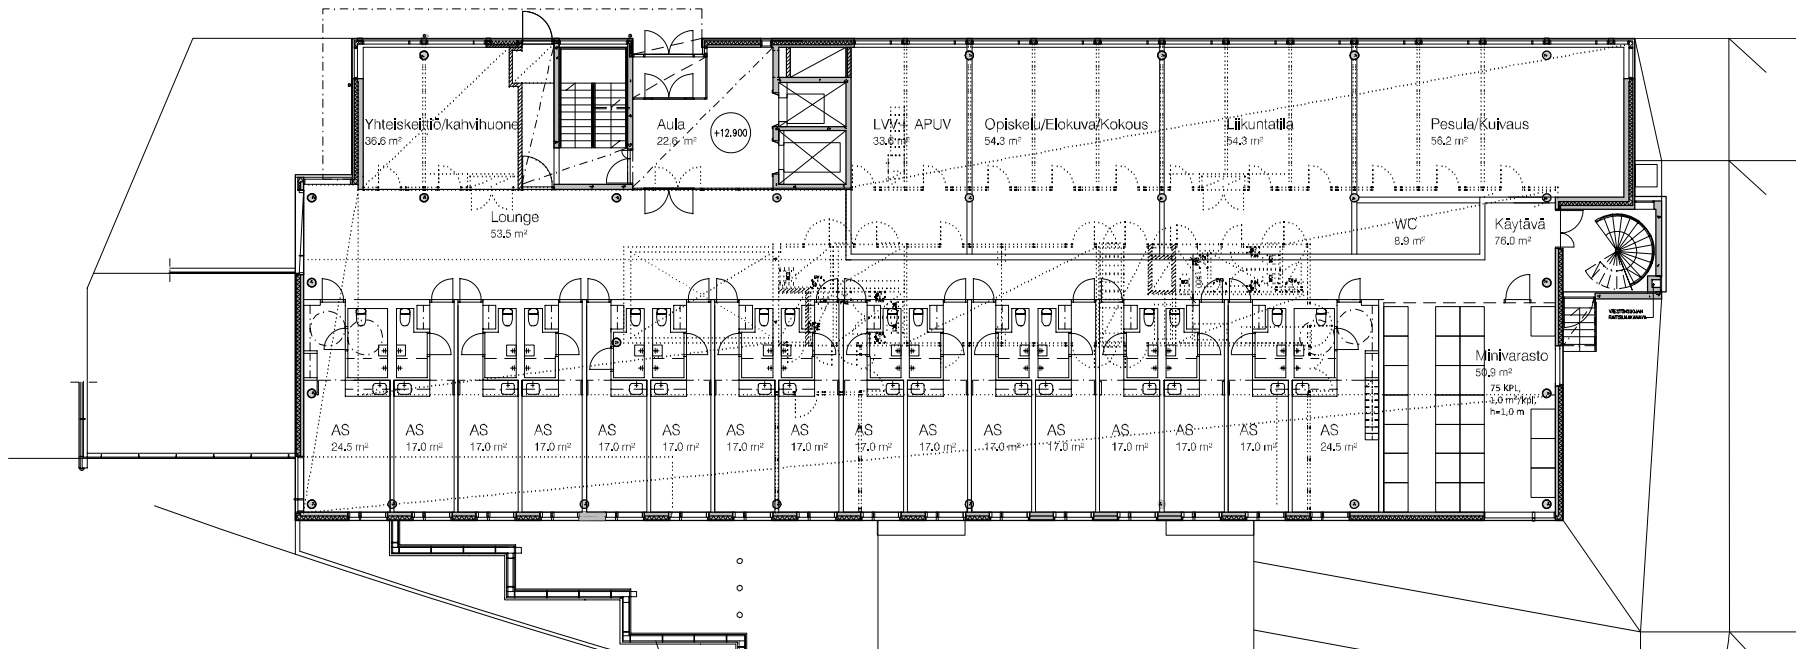 Yhteiskeittiö/kahvihuone
36.6 m²
Aula
22.6 m²
+12.900
LVV+ APUV
33.6 m²
Opiskelu/Elokuva/Kokous
54.3 m²
Liikuntatila
54.3 m²
Pesula/Kuivaus
56.2 m²
Lounge
53.5 m²
WC
8.9 m²
Käytävä
76.0 m²
Minivarasto
50.9 m²
75 KPL,
1,0 m²/kpl,
h=1,0 m
AS
24.5 m²
AS
17.0 m²
AS
17.0 m²
AS
17.0 m²
AS
17.0 m²
AS
17.0 m²
AS
17.0 m²
AS
17.0 m²
AS
17.0 m²
AS
17.0 m²
AS
17.0 m²
AS
17.0 m²
AS
17.0 m²
AS
17.0 m²
AS
17.0 m²
AS
24.5 m²